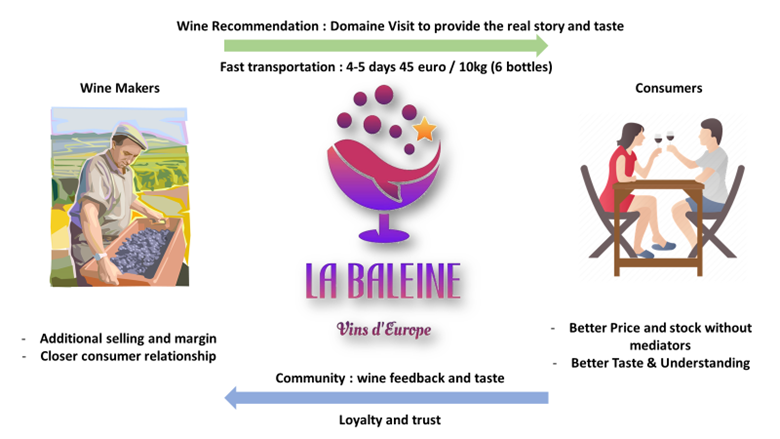 Wine Recommendation : Domaine Visit to provide the real story and taste
Fast transportation : 4-5 days 45 euro / 10kg (6 bottles)
Wine Makers
Consumers
LA BALEINE
Vins d'Europe
- Additional selling and margin
- Closer consumer relationship
- Better Price and stock without
mediators
- Better Taste & Understanding
Community : wine feedback and taste
Loyalty and trust